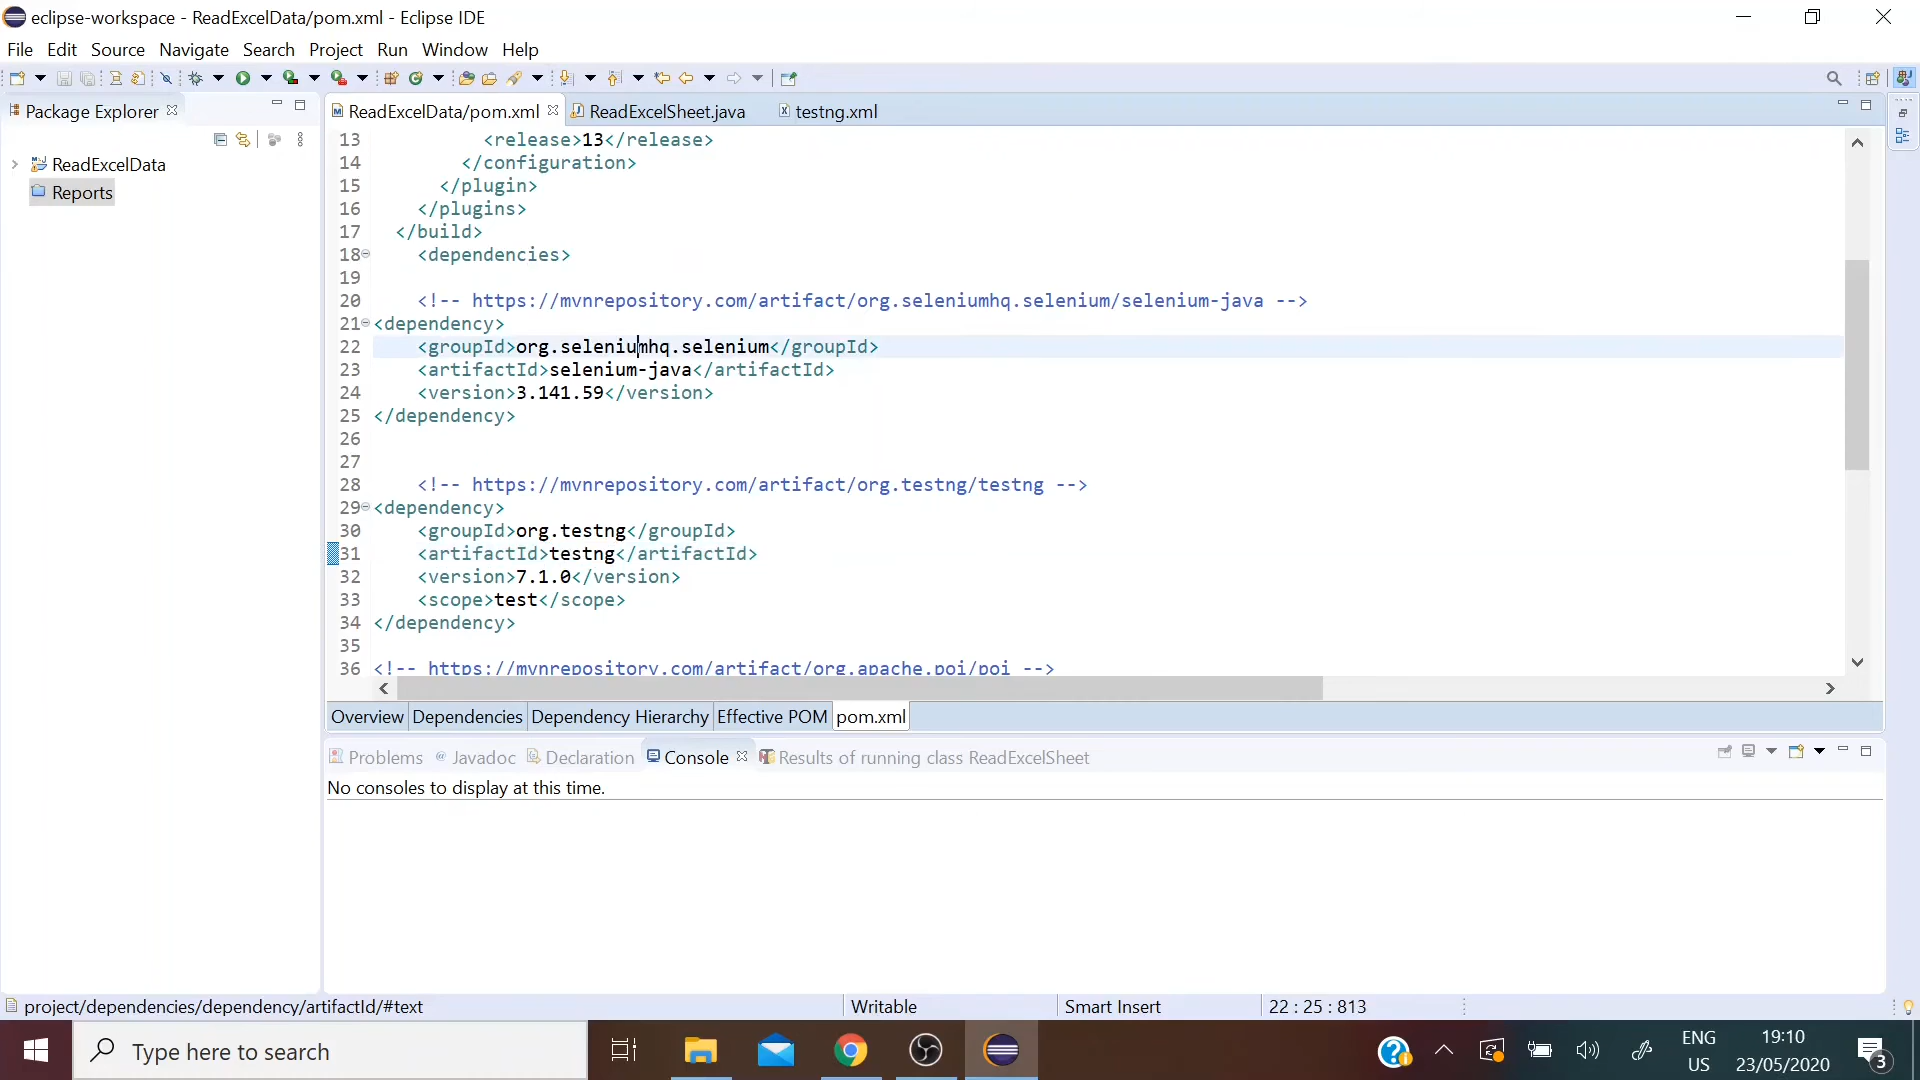 eclipse-workspace - ReadExcelData/pom.xml - Eclipse IDE
File Edit Source Navigate Search Project Run Window Help
Package Explorer
ReadExcelData/pom.xml ReadExcelSheet.java testng.xml
ReadExcelData
Reports
13 <release>13</release>
14 </configuration>
15 </plugin>
16 </plugins>
17 </build>
18 <dependencies>
19
20 <!-- https://mvnrepository.com/artifact/org.seleniumhq.selenium/selenium-java -->
21 <dependency>
22 <groupId>org.seleniumhq.selenium</groupId>
23 <artifactId>selenium-java</artifactId>
24 <version>3.141.59</version>
25 </dependency>
26
27
28 <!-- https://mvnrepository.com/artifact/org.testng/testng -->
29 <dependency>
30 <groupId>org.testng</groupId>
31 <artifactId>testng</artifactId>
32 <version>7.1.0</version>
33 <scope>test</scope>
34 </dependency>
35
36 <!-- https://mvnrepository.com/artifact/org.apache.poi/poi -->
Overview Dependencies Dependency Hierarchy Effective POM pom.xml
Problems @ Javadoc Declaration Console Results of running class ReadExcelSheet
No consoles to display at this time.
project/dependencies/dependency/artifactId/#text Writable Smart Insert 22 : 25 : 813
Type here to search
ENG
US
19:10
23/05/2020
3